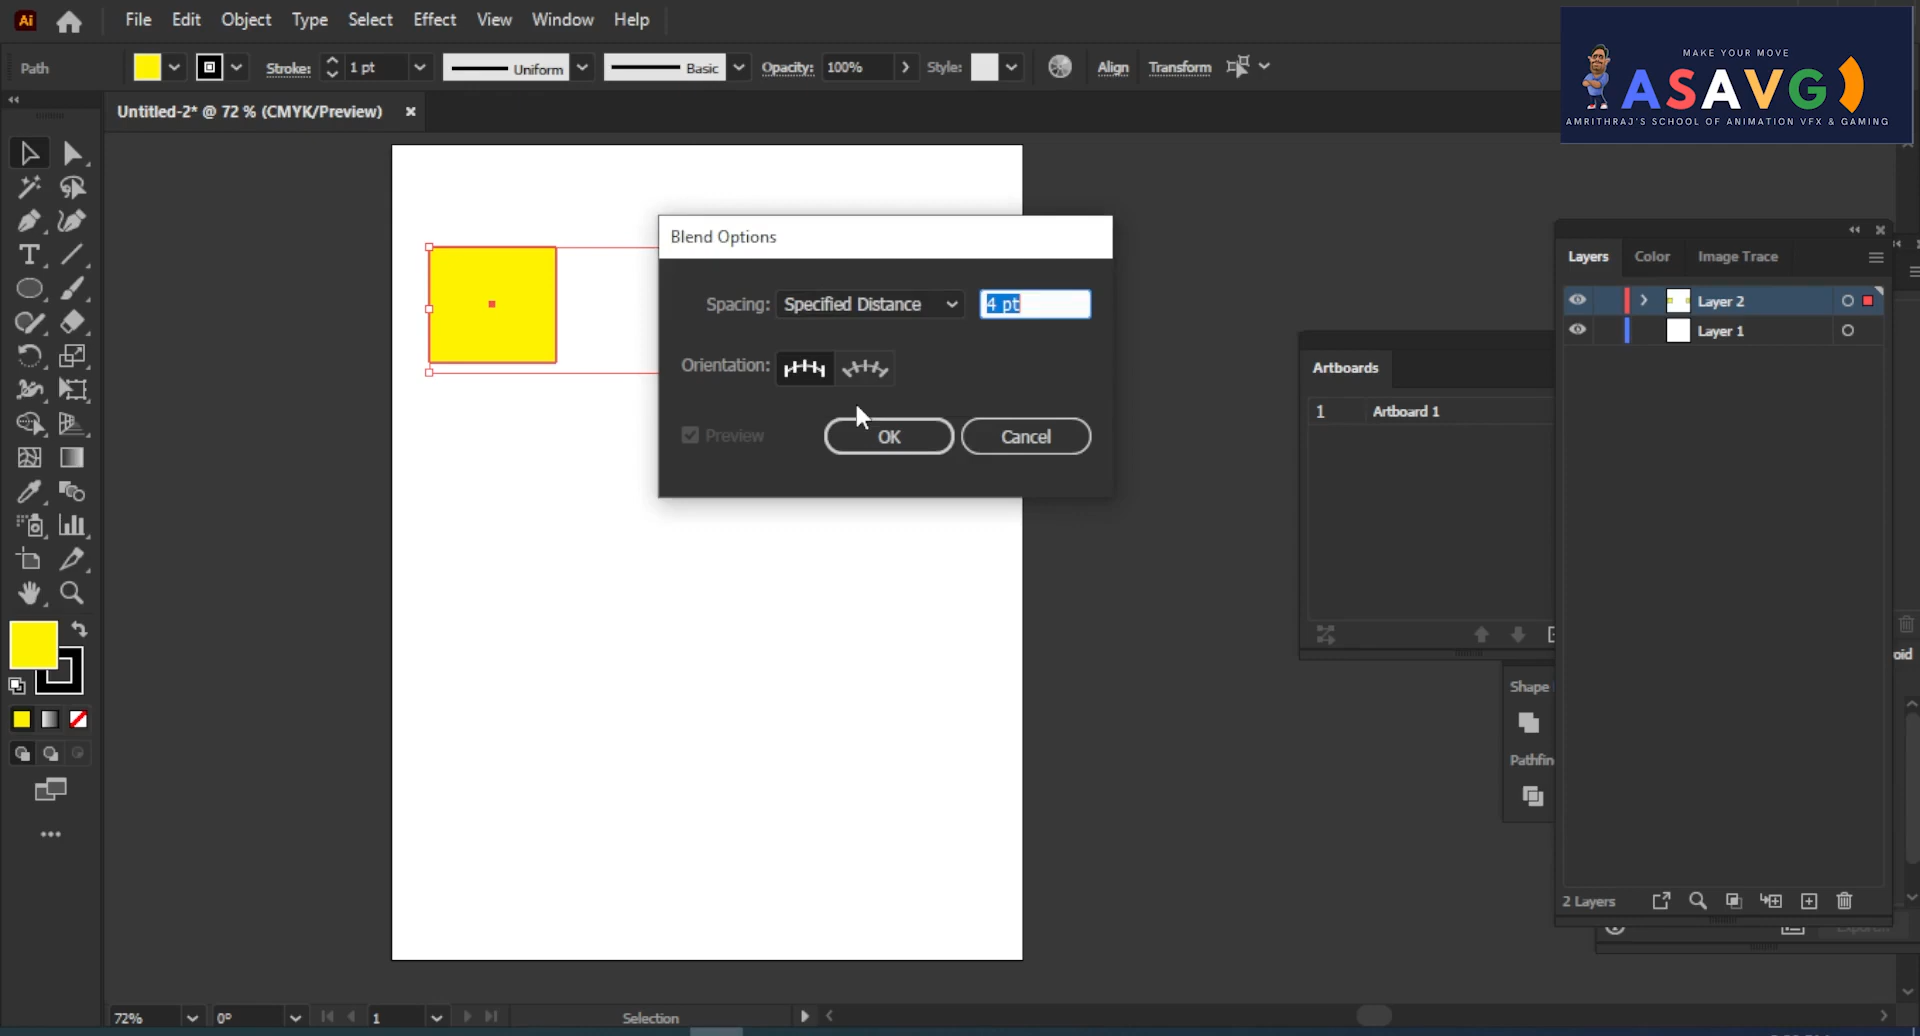 Ai File Edit Object Type Select Effect View Window Help
Path Stroke: 1 pt Uniform Basic Opacity: 100% Style: Align Transform
MAKE YOUR MOVE
ASAVG
AMRITHRAJ'S SCHOOL OF ANIMATION VFX & GAMING
Untitled-2* @ 72 % (CMYK/Preview)
Blend Options
Spacing: Specified Distance 4 pt
Orientation:
Preview OK Cancel
Layers Color Image Trace
Layer 2
Layer 1
Artboards
1 Artboard 1
oid
Shape
Pathfin
2 Layers
72% 0° 1 Selection